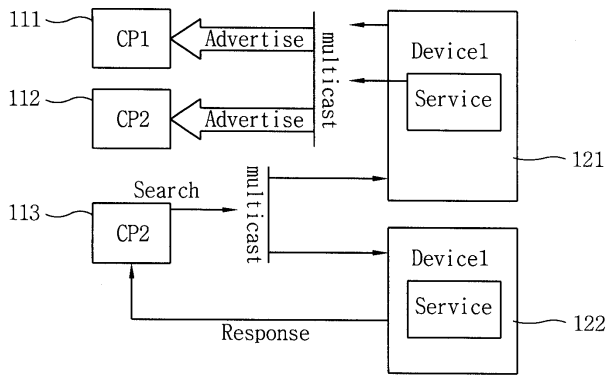 111
CP1
Advertise
multicast
Device1
Service
112
CP2
Advertise
121
113
CP2
Search
multicast
Device1
Service
Response
122